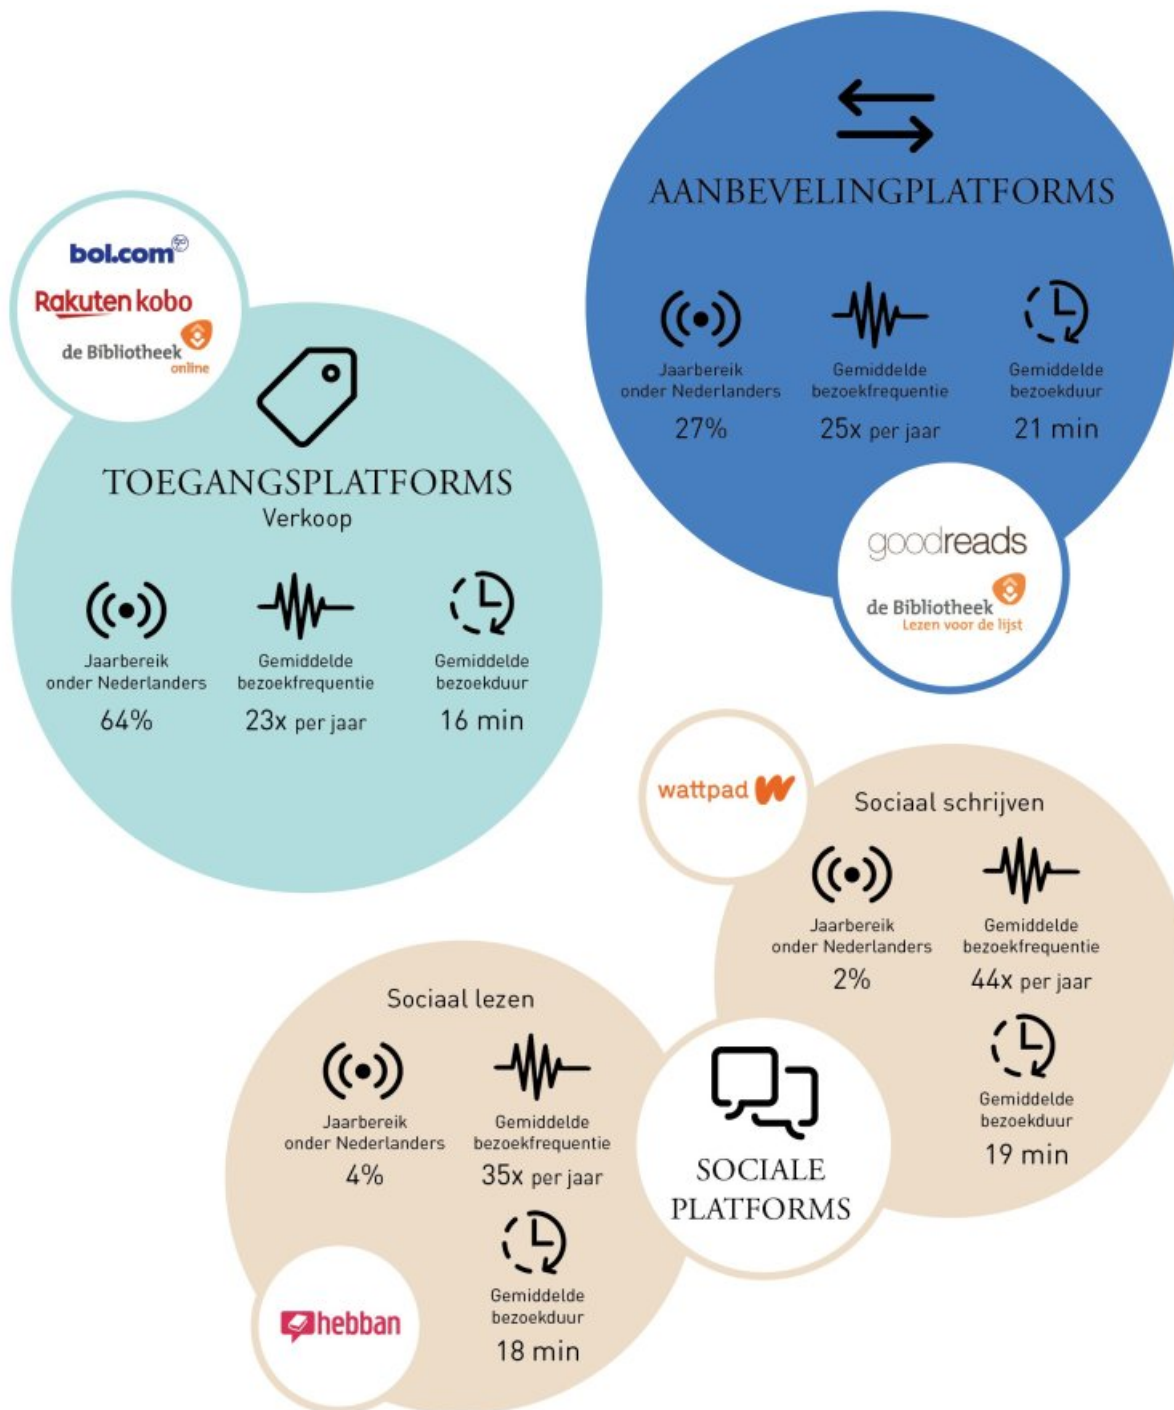 AANBEVELINGPLATFORMS
Jaarbereik
onder Nederlanders
27%
Gemiddelde
bezoekfrequentie
25x per jaar
Gemiddelde
bezoekduur
21 min
goodreads
de Bibliotheek
Lezen voor de lijst
bol.com
Rakuten kobo
de Bibliotheek
online
TOEGANGSPLATFORMS
Verkoop
Jaarbereik
onder Nederlanders
64%
Gemiddelde
bezoekfrequentie
23x per jaar
Gemiddelde
bezoekduur
16 min
wattpad
Sociaal schrijven
Jaarbereik
onder Nederlanders
2%
Gemiddelde
bezoekfrequentie
44x per jaar
Gemiddelde
bezoekduur
19 min
SOCIALE
PLATFORMS
Sociaal lezen
Jaarbereik
onder Nederlanders
4%
Gemiddelde
bezoekfrequentie
35x per jaar
Gemiddelde
bezoekduur
18 min
hebban